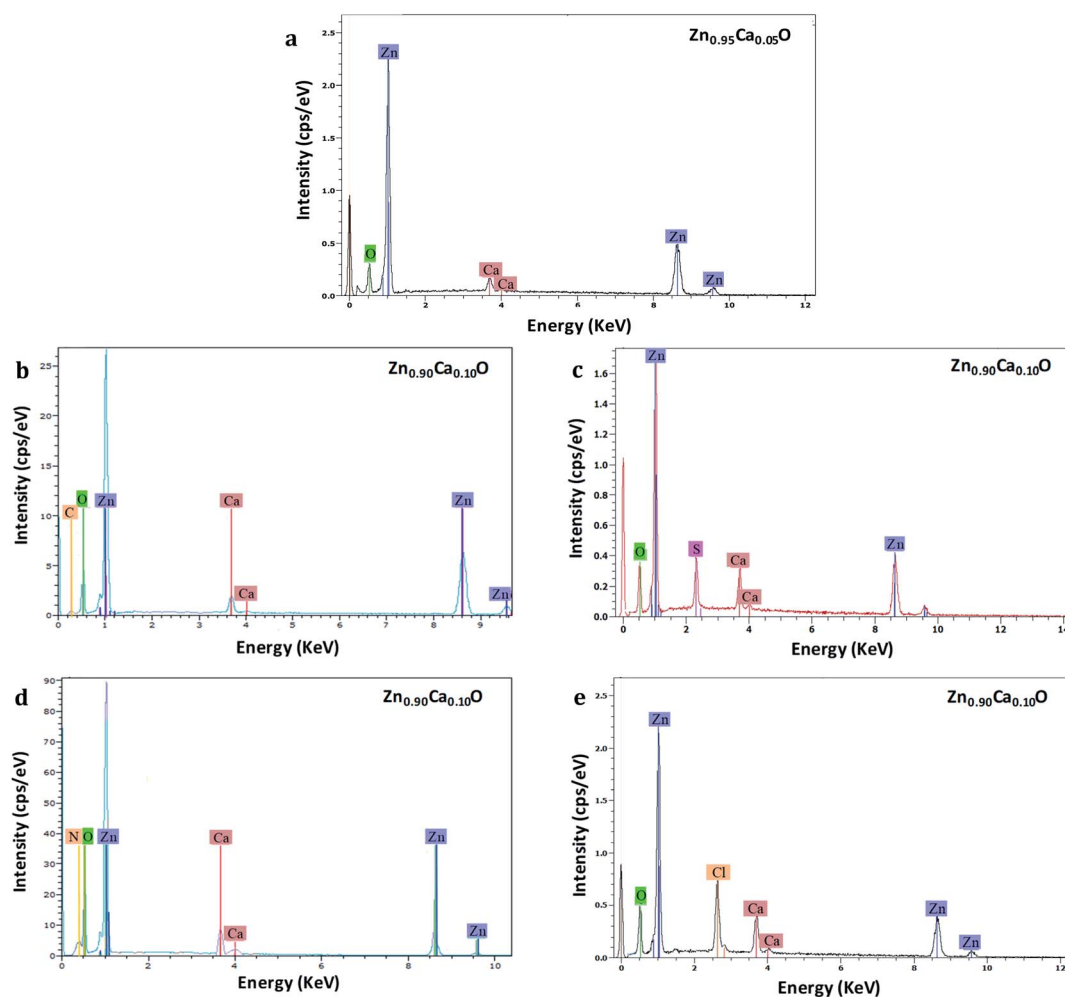 a
Zn0.95Ca0.05O
Intensity (cps/eV)
2.5
2.0
1.5
1.0
0.5
0.0
Zn
O
Ca
Ca
Zn
Zn
0 2 4 6 8 10 12
Energy (KeV)
b
Zn0.90Ca0.10O
Intensity (cps/eV)
25
20
15
10
5
0
C
O
Zn
Ca
Ca
Zn
Zn
0 1 2 3 4 5 6 7 8 9
Energy (KeV)
c
Zn0.90Ca0.10O
Intensity (cps/eV)
1.6
1.4
1.2
1.0
0.8
0.6
0.4
0.2
0.0
Zn
O
S
Ca
Ca
Zn
0 2 4 6 8 10 12 14
Energy (KeV)
d
Zn0.90Ca0.10O
Intensity (cps/eV)
90
80
70
60
50
40
30
20
10
0
N
O
Zn
Ca
Ca
Zn
Zn
0 2 4 6 8 10
Energy (KeV)
e
Zn0.90Ca0.10O
Intensity (cps/eV)
2.5
2.0
1.5
1.0
0.5
0.0
Zn
O
Cl
Ca
Ca
Zn
Zn
0 2 4 6 8 10 12
Energy (KeV)